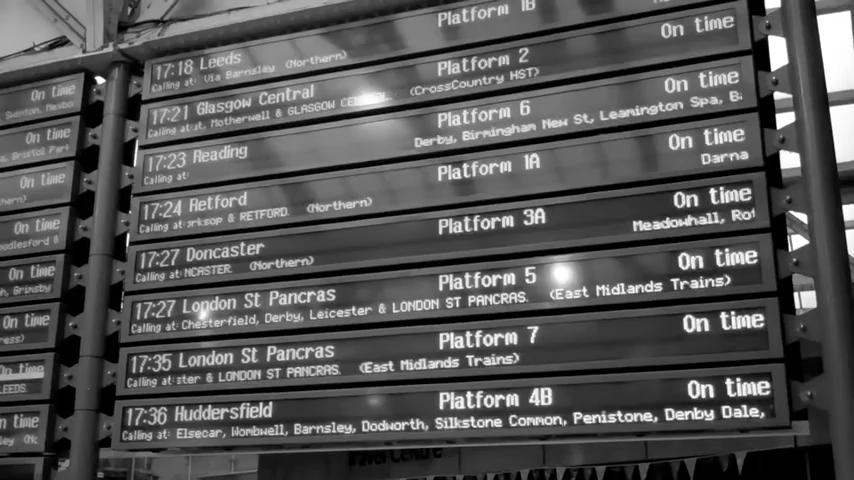 On time
On time
On time
On time
On time
On time
On time
LEEDS.
On time
Platform 1B
17:18 Leeds
On time
Calling at: Via Barnsley (Northern)
17:21 Glasgow Central Platform 2
On time
Calling at: st. Motherwell & GLASGOW (CrossCountry HST)
17:23 Reading Platform 6
On time
Calling at: Derby, Birmingham New St, Leamington Spa, B
17:24 Retford Platform 1A
On time
Calling at: rksop & RETFORD. (Northern) Darna
17:27 Doncaster Platform 3A
On time
Calling at: NCASTER. (Northern) Meadowhall, Rot
17:27 London St Pancras Platform 5
On time
Calling at: Chesterfield, Derby, Leicester & LONDON ST PANCRAS. (East Midlands Trains)
17:35 London St Pancras Platform 7
On time
Calling at: ster & LONDON ST PANCRAS. (East Midlands Trains)
17:36 Huddersfield Platform 4B On time
Calling at: Elsecar, Wombwell, Barnsley, Dodworth, Silkstone Common, Penistone, Denby Dale,
Travel Centre